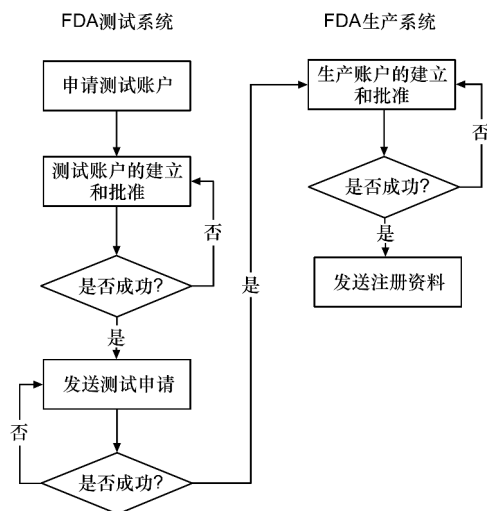 FDA测试系统
申请测试账户
测试账户的建立
和批准
否
是否成功?
是
发送测试申请
否
是否成功?
是
FDA生产系统
生产账户的建立
和批准
否
是否成功?
是
发送注册资料